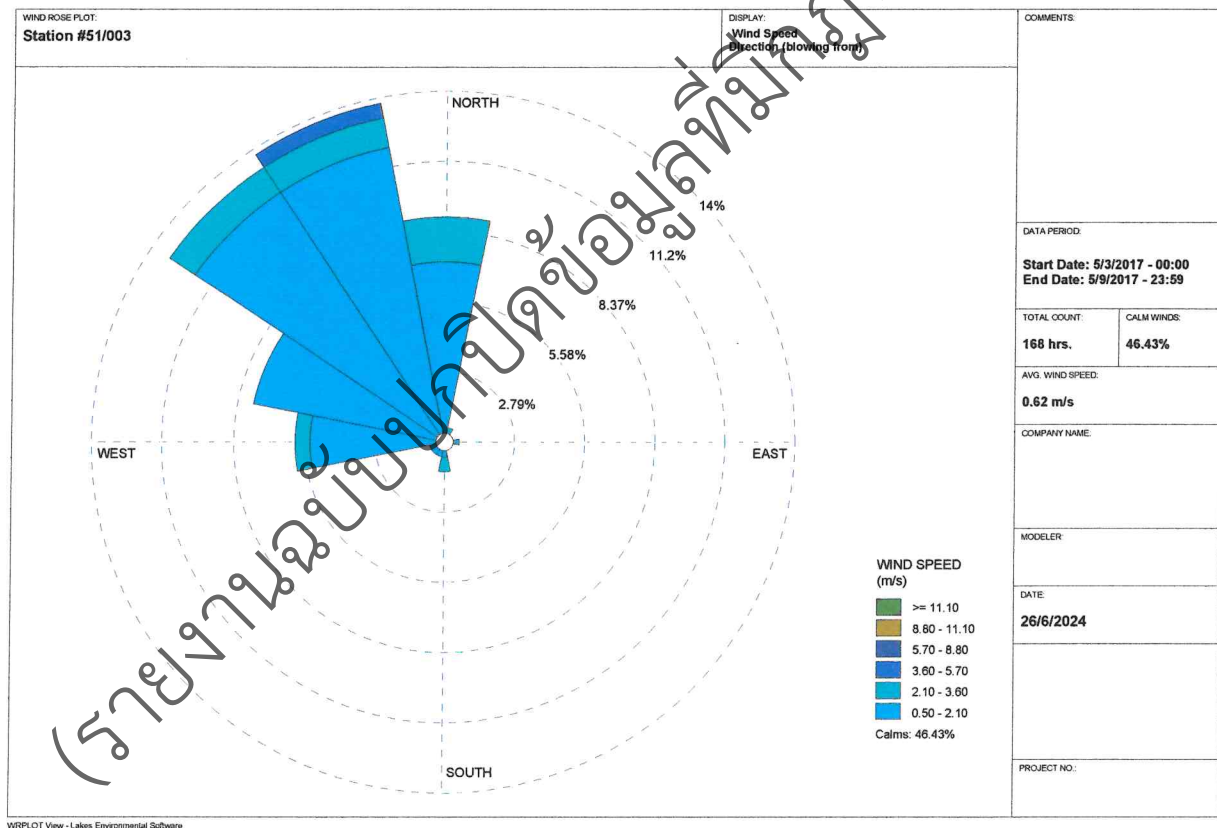 WIND ROSE PLOT:
Station #51/003
DISPLAY:
Wind Speed
Direction (blowing from)
COMMENTS:
NORTH
14%
11.2%
8.37%
5.58%
2.79%
WEST
EAST
SOUTH
WIND SPEED
(m/s)
>= 11.10
8.80 - 11.10
5.70 - 8.80
3.60 - 5.70
2.10 - 3.60
0.50 - 2.10
Calms: 46.43%
DATA PERIOD:
Start Date: 5/3/2017 - 00:00
End Date: 5/9/2017 - 23:59
TOTAL COUNT:
168 hrs.
CALM WINDS:
46.43%
AVG. WIND SPEED:
0.62 m/s
COMPANY NAME:
MODELER:
DATE:
26/6/2024
PROJECT NO.:
WRPLOT View - Lakes Environmental Software
(รายงานฉบับปกปิดข้อมูลที่มีกฎ